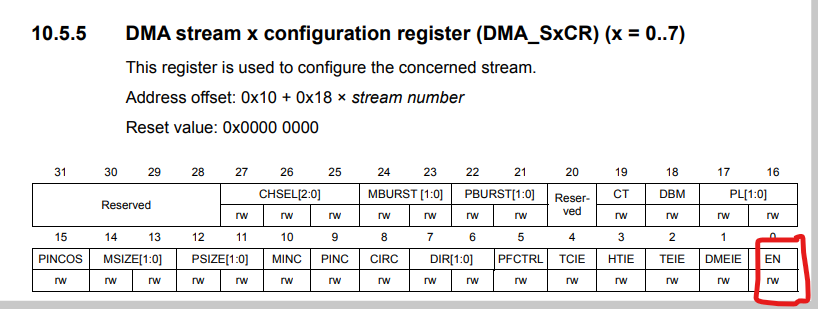 10.5.5 DMA stream x configuration register (DMA_SxCR) (x = 0..7)
This register is used to configure the concerned stream.
Address offset: 0x10 + 0x18 × stream number
Reset value: 0x0000 0000
31 30 29 28 27 26 25 24 23 22 21 20 19 18 17 16
Reserved CHSEL[2:0] MBURST [1:0] PBURST[1:0] Reser-
ved CT DBM PL[1:0]
rw rw rw rw rw rw rw rw rw rw rw
15 14 13 12 11 10 9 8 7 6 5 4 3 2 1 0
PINCOS MSIZE[1:0] PSIZE[1:0] MINC PINC CIRC DIR[1:0] PFCTRL TCIE HTIE TEIE DMEIE EN
rw rw rw rw rw rw rw rw rw rw rw rw rw rw rw rw